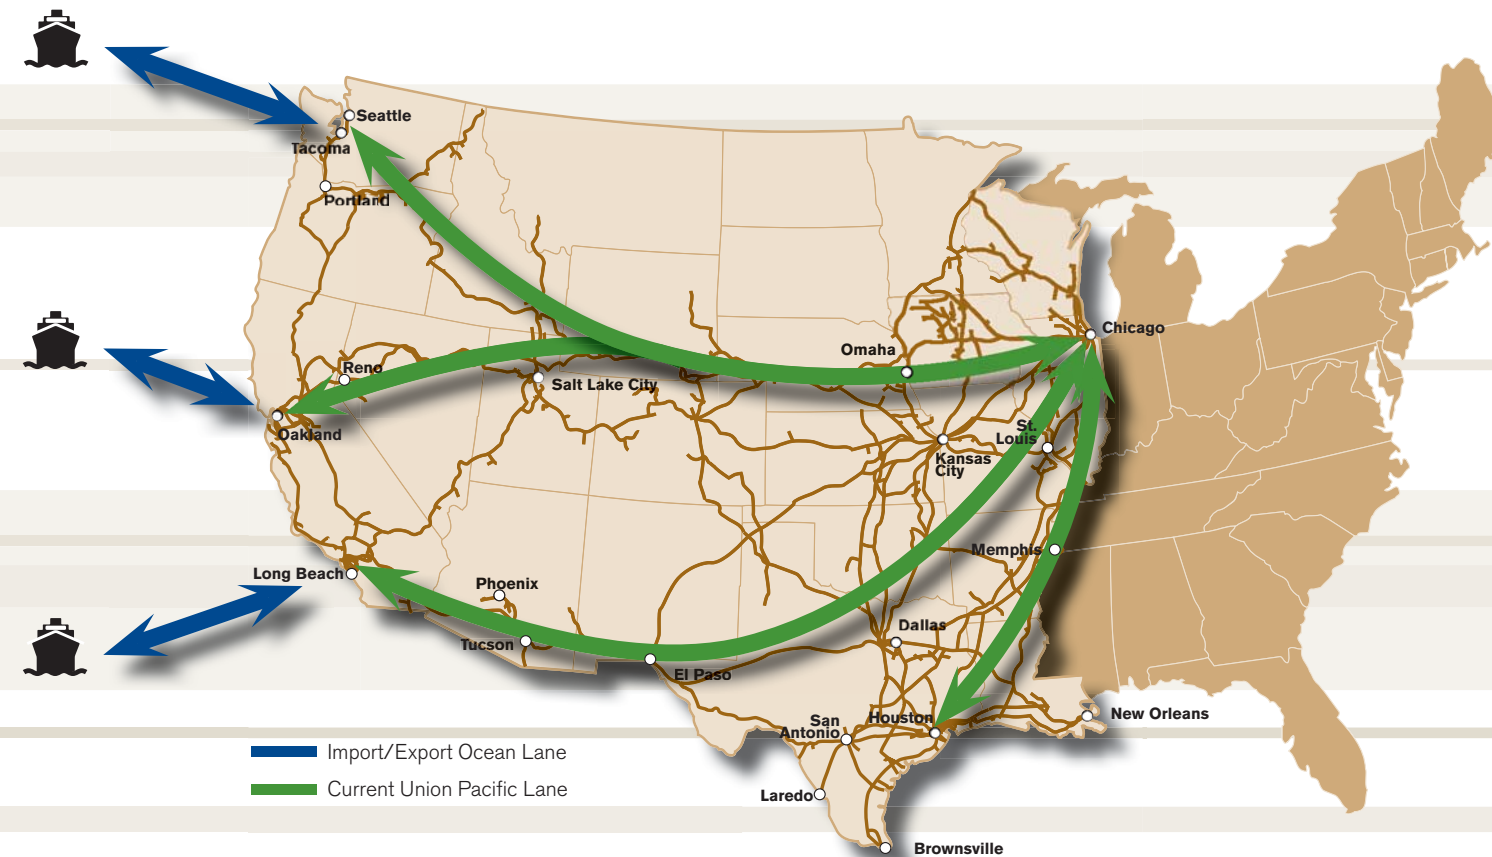 Seattle
Tacoma
Portland
Chicago
Omaha
Reno
Salt Lake City
Oakland
St.
Louis
Kansas
City
Memphis
Long Beach
Phoenix
Dallas
Tucson
El Paso
New Orleans
San
Antonio
Houston
Import/Export Ocean Lane
Current Union Pacific Lane
Laredo
Brownsville